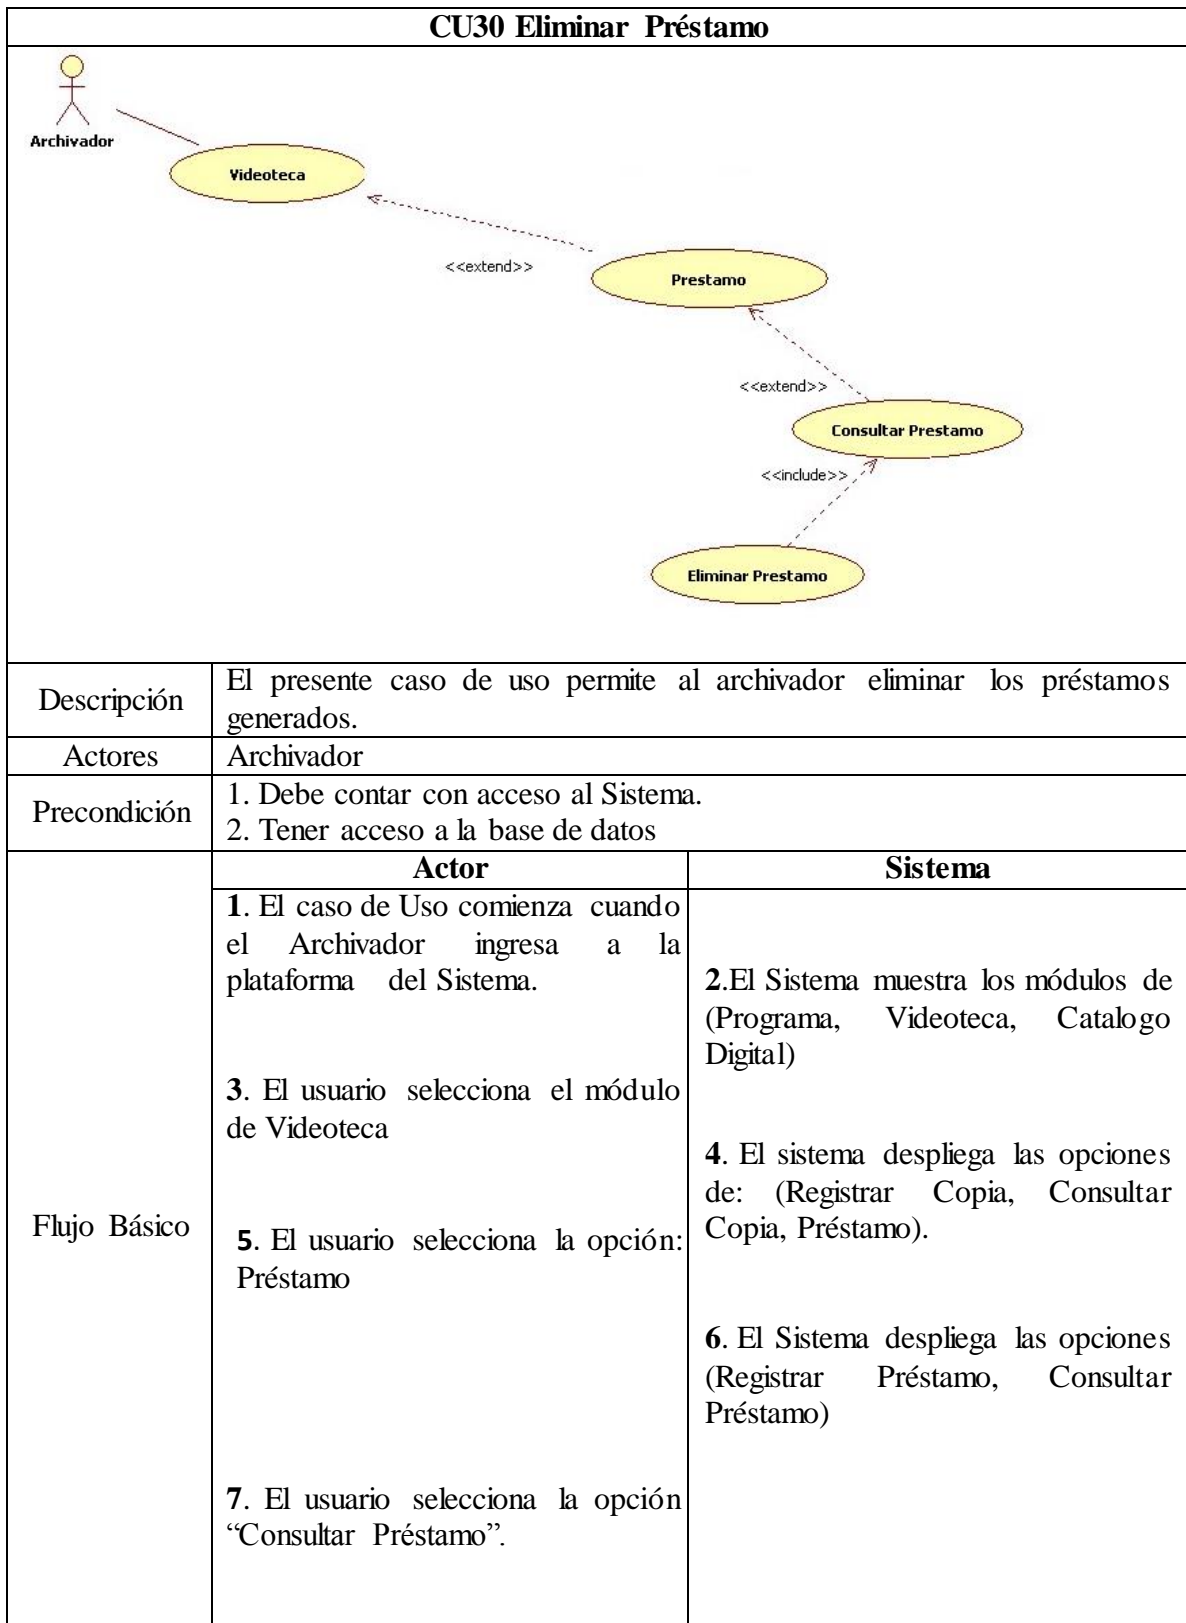 CU30 Eliminar Préstamo
Archivador
Videoteca
<<extend>>
Prestamo
<<extend>>
Consultar Prestamo
<<include>>
Eliminar Prestamo
Descripción
El presente caso de uso permite al archivador eliminar los préstamos
generados.
Actores
Archivador
Precondición
1. Debe contar con acceso al Sistema.
2. Tener acceso a la base de datos
Flujo Básico
Actor
Sistema
1. El caso de Uso comienza cuando
el Archivador ingresa a la
plataforma del Sistema.
2.El Sistema muestra los módulos de
(Programa, Videoteca, Catalogo
Digital)
3. El usuario selecciona el módulo
de Videoteca
4. El sistema despliega las opciones
de: (Registrar Copia, Consultar
Copia, Préstamo).
5. El usuario selecciona la opción:
Préstamo
6. El Sistema despliega las opciones
(Registrar Préstamo, Consultar
Préstamo)
7. El usuario selecciona la opción
“Consultar Préstamo”.